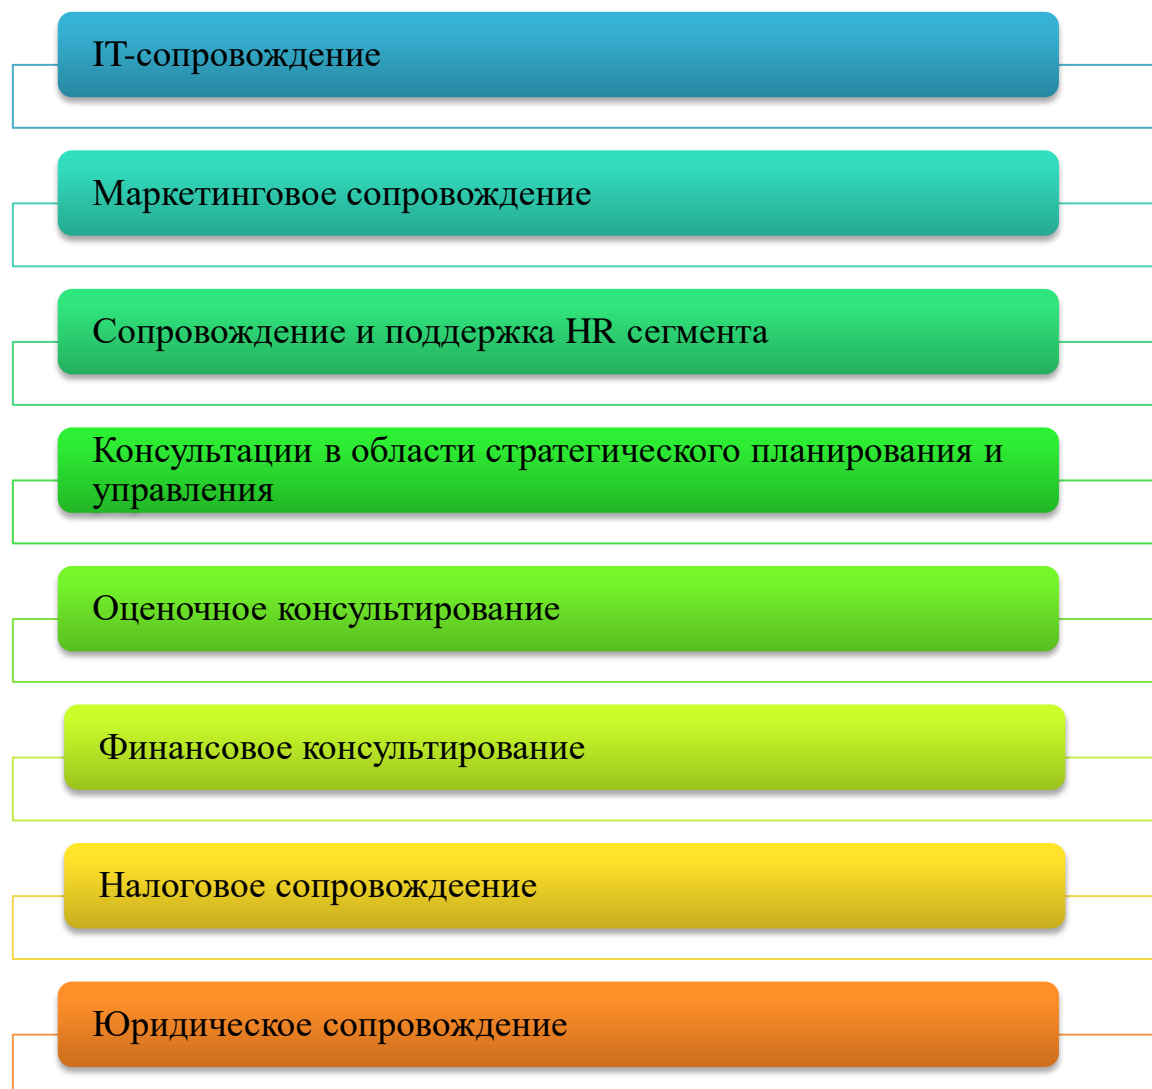 IT-сопровождение
Маркетинговое сопровождение
Сопровождение и поддержка HR сегмента
Консультации в области стратегического планирования и
управления
Оценочное консультирование
Финансовое консультирование
Налоговое сопровождеение
Юридическое сопровождение